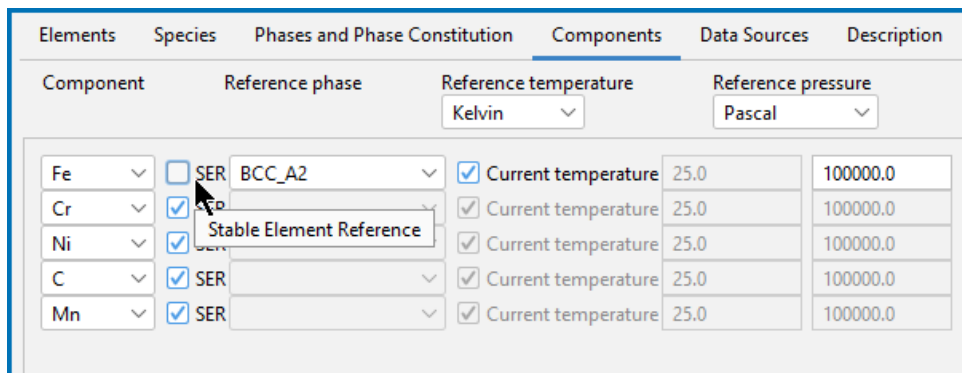 Elements Species Phases and Phase Constitution Components Data Sources Description
Component Reference phase Reference temperature Reference pressure
Kelvin Pascal
Fe SER BCC_A2 Current temperature 25.0 100000.0
Cr SER Current temperature 25.0 100000.0
Stable Element Reference
Ni SER Current temperature 25.0 100000.0
C SER Current temperature 25.0 100000.0
Mn SER Current temperature 25.0 100000.0